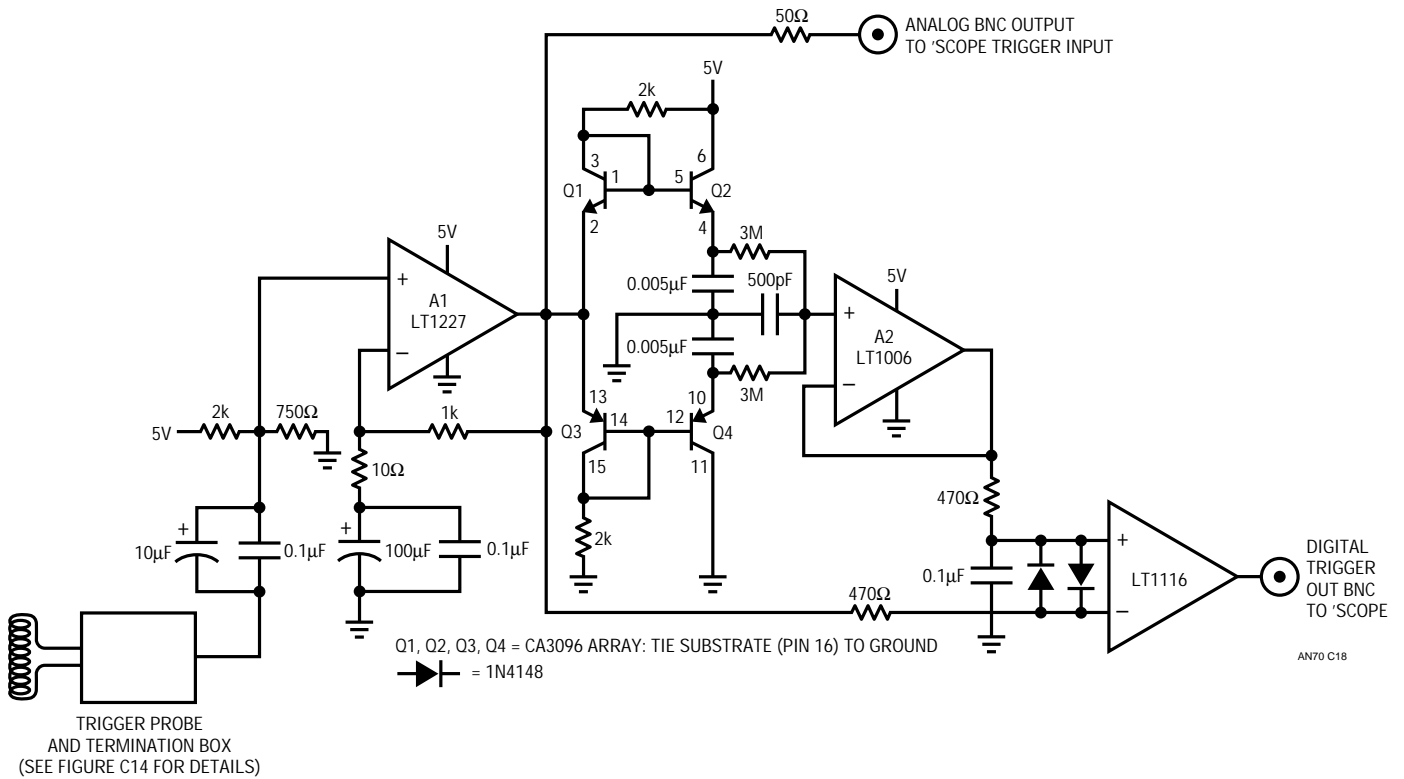 50Ω
ANALOG BNC OUTPUT
TO 'SCOPE TRIGGER INPUT
5V
2k
3
1
5
6
Q1
Q2
2
4
5V
3M
0.005µF
500pF
5V
+
A1
LT1227
–
+
A2
LT1006
–
0.005µF
3M
13
14
12
10
Q3
Q4
15
11
2k
750Ω
5V
1k
10Ω
470Ω
2k
+
10µF
0.1µF
+
100µF
0.1µF
0.1µF
+
LT1116
–
470Ω
DIGITAL
TRIGGER
OUT BNC
TO 'SCOPE
Q1, Q2, Q3, Q4 = CA3096 ARRAY: TIE SUBSTRATE (PIN 16) TO GROUND
= 1N4148
AN70 C18
TRIGGER PROBE
AND TERMINATION BOX
(SEE FIGURE C14 FOR DETAILS)